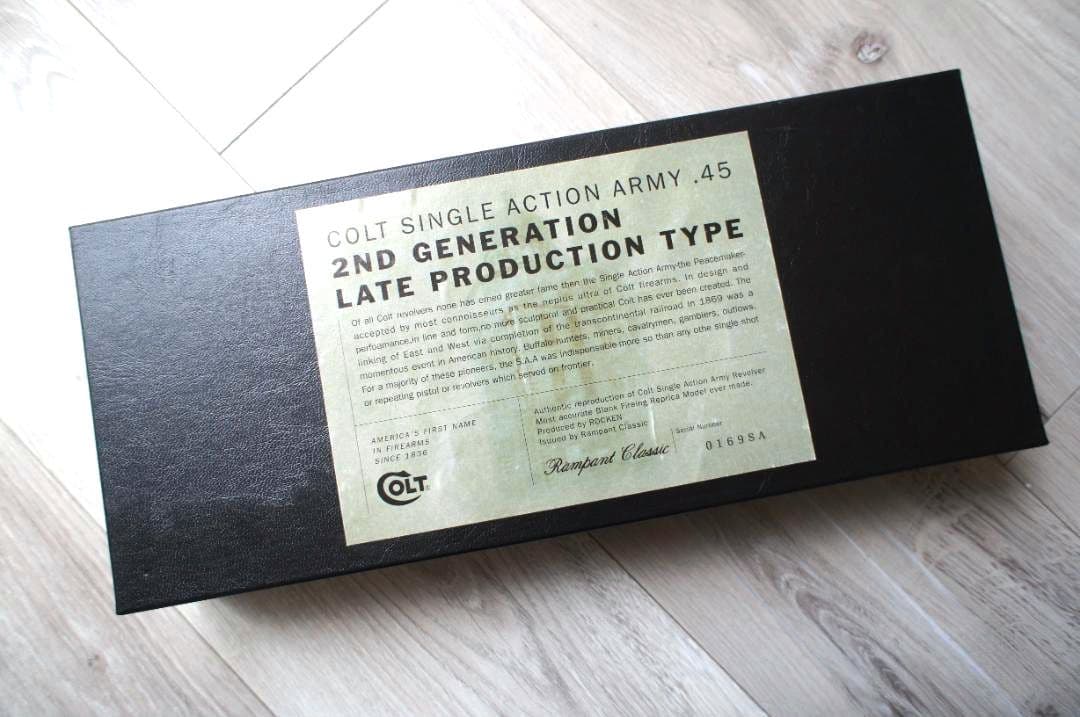 COLT SINGLE ACTION ARMY .45
2ND GENERATION
LATE PRODUCTION TYPE
Of all Colt revolvers none has erned greater fame then the Single Action Army-the Peacemaker-
accepted by most connoisseurs as the neplus ultra of Colt firearms. In design and
perfoamance,in line and form,no more sculptural and practical Colt has ever been created. The
linking of East and West via completion of the transcontinental railroad in 1869 was a
momentous event in American history. Buffalo-hunters, miners, cavalrymen, gamblers, outlows.
For a majority of these pioneers, the S.A.A was indispensable more so than any othe single shot
or repeating pistol or revolvers which served on frontier.
AMERICA'S FIRST NAME
IN FIREARMS
SINCE 1836
COLT
Authentic reproduction of Colt Single Action Army Revolver
Most accurate Blank Fireing Replica Model ever made.
Produced by ROCKEN
Issued by Rampant Classic
Rampant Classic
Serial Number
0169SA